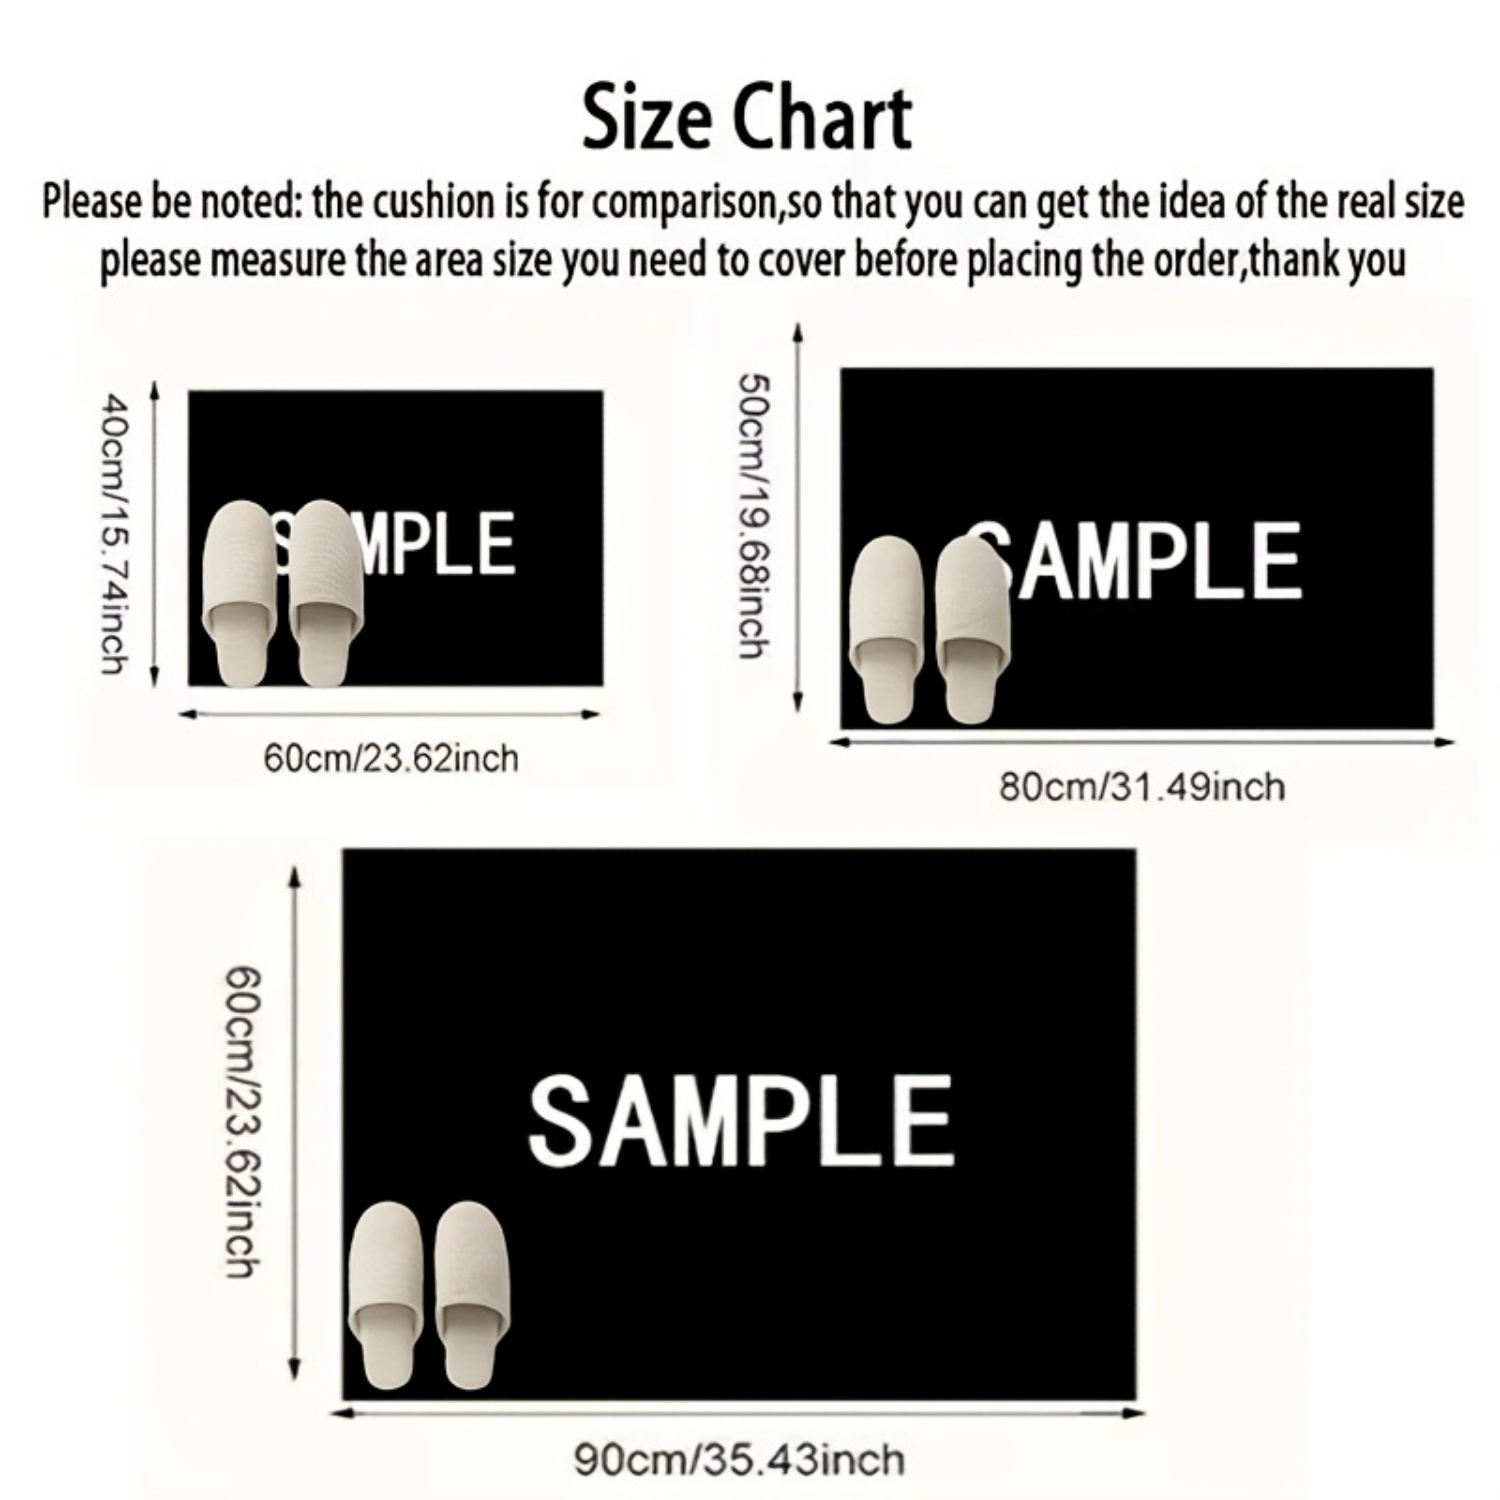 Size Chart
Please be noted: the cushion is for comparison,so that you can get the idea of the real size
please measure the area size you need to cover before placing the order,thank you
40cm/15.74inch
S MPLE
60cm/23.62inch
50cm/19.68inch
SAMPLE
80cm/31.49inch
60cm/23.62inch
SAMPLE
90cm/35.43inch